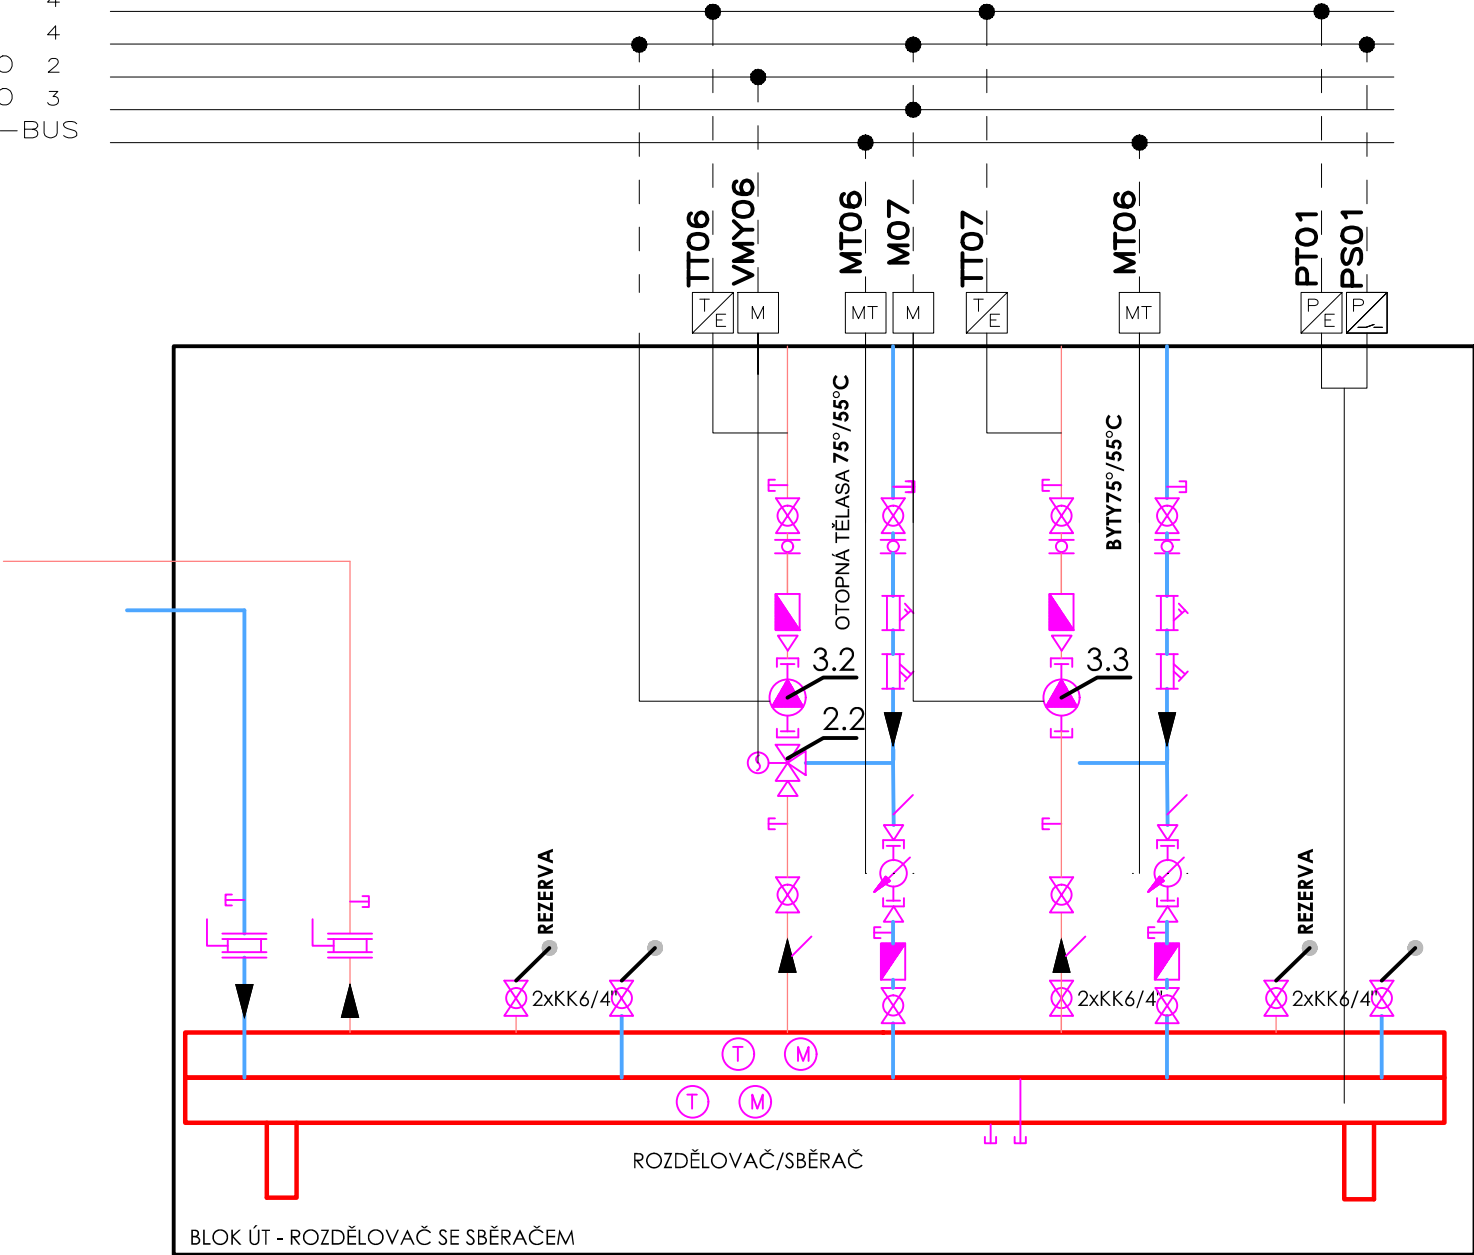 4
4
O 2
O 3
—BUS
TT06
VMY06
MT06
M07
TT07
MT06
PT01
PS01
T/E
M
MT
M
T/E
MT
P/E
P
OTOPNÁ TĚLASA 75°/55°C
BYTY75°/55°C
3.2
3.3
2.2
REZERVA
REZERVA
2xKK6/4"
2xKK6/4"
2xKK6/4"
T
M
T
M
ROZDĚLOVAČ/SBĚRAČ
BLOK ÚT - ROZDĚLOVAČ SE SBĚRAČEM